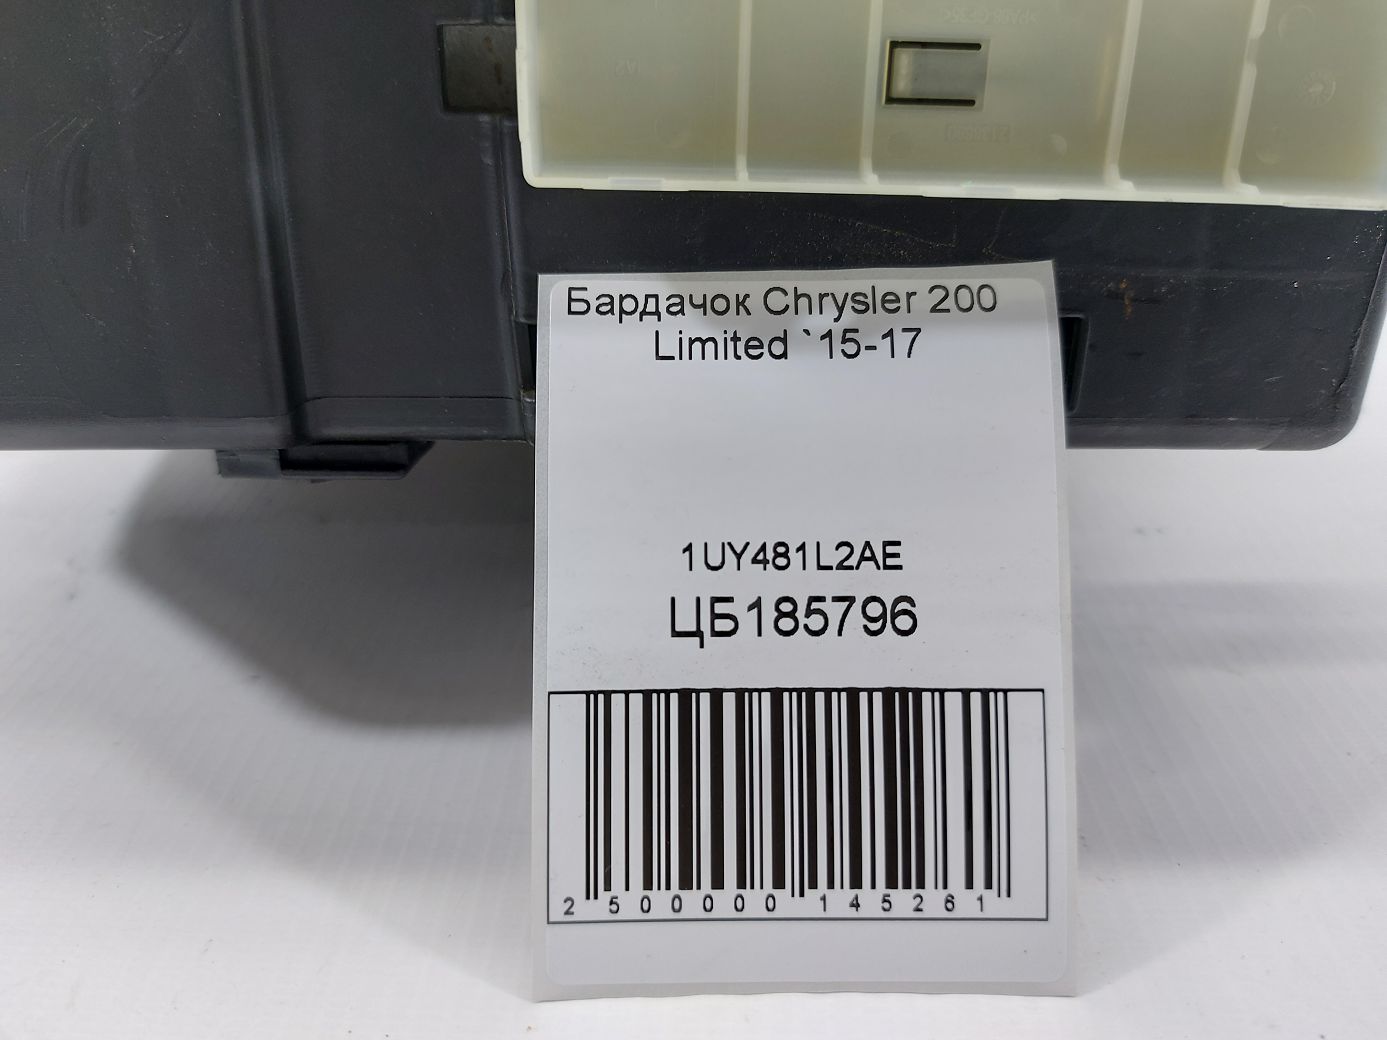 Бардачок Chrysler 200
Limited `15-17
1UY481L2AE
ЦБ185796
2 500000 145261